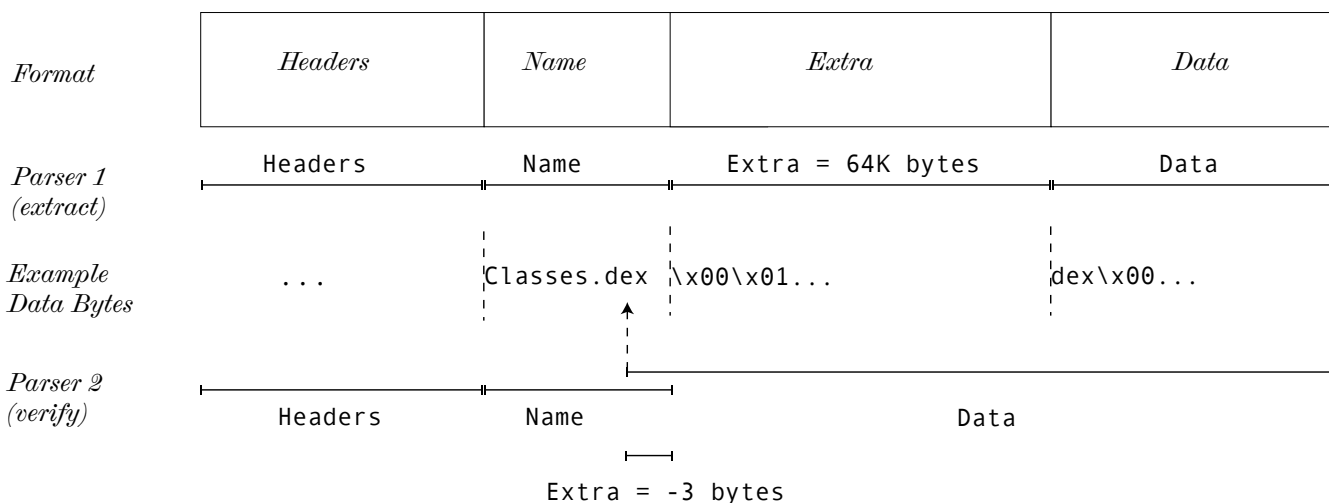 Format Headers Name Extra Data
Parser 1 Headers Name Extra = 64K bytes Data
(extract)
Example ... Classes.dex \x00\x01... dex\x00...
Data Bytes
Parser 2
(verify) Headers Name Data
Extra = -3 bytes